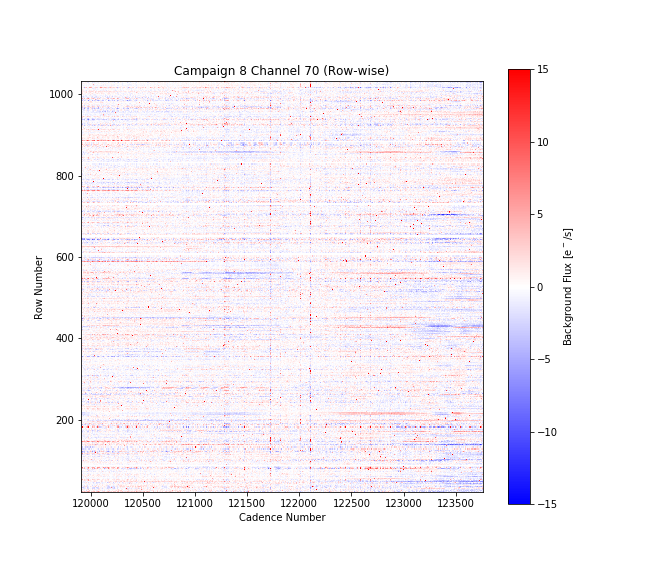 Campaign 8 Channel 70 (Row-wise)
1000
800
600
400
200
Row Number
120000 120500 121000 121500 122000 122500 123000 123500
Cadence Number
15
10
5
0
−5
−10
−15
Background Flux [e⁻/s]